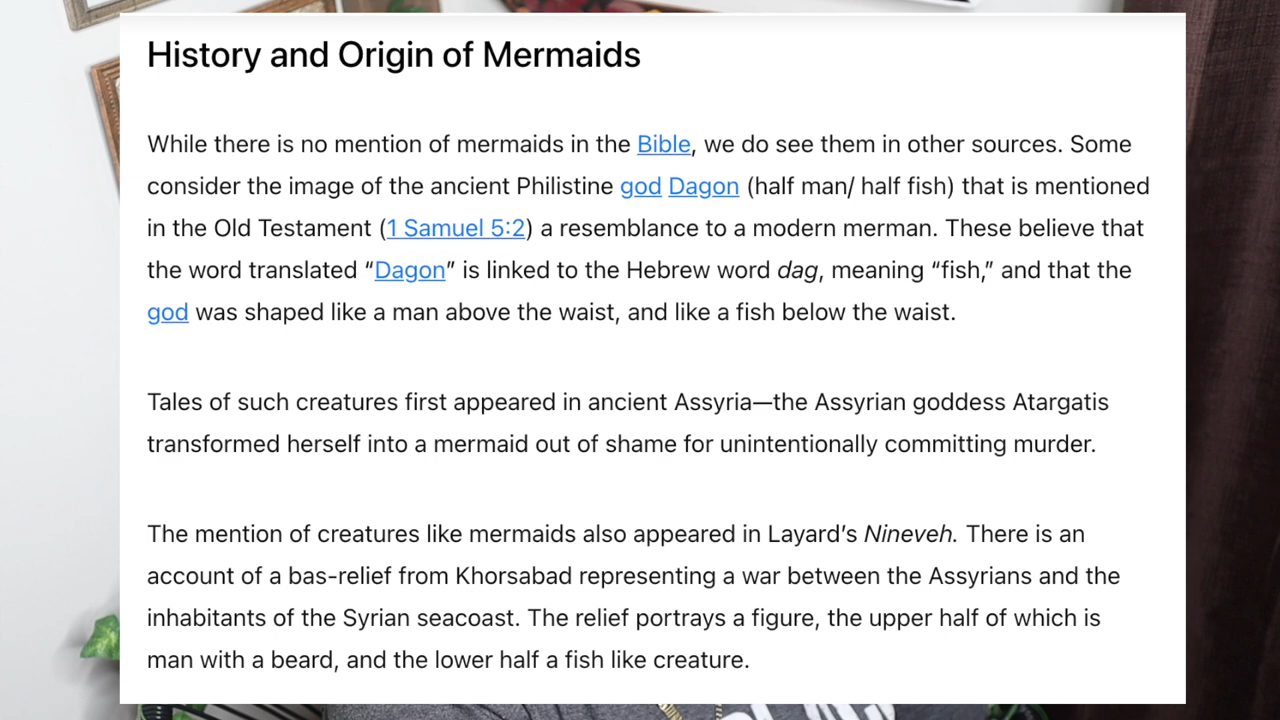 History and Origin of Mermaids
While there is no mention of mermaids in the Bible, we do see them in other sources. Some
consider the image of the ancient Philistine god Dagon (half man/ half fish) that is mentioned
in the Old Testament (1 Samuel 5:2) a resemblance to a modern merman. These believe that
the word translated “Dagon” is linked to the Hebrew word dag, meaning “fish,” and that the
god was shaped like a man above the waist, and like a fish below the waist.
Tales of such creatures first appeared in ancient Assyria—the Assyrian goddess Atargatis
transformed herself into a mermaid out of shame for unintentionally committing murder.
The mention of creatures like mermaids also appeared in Layard’s Nineveh. There is an
account of a bas-relief from Khorsabad representing a war between the Assyrians and the
inhabitants of the Syrian seacoast. The relief portrays a figure, the upper half of which is
man with a beard, and the lower half a fish like creature.